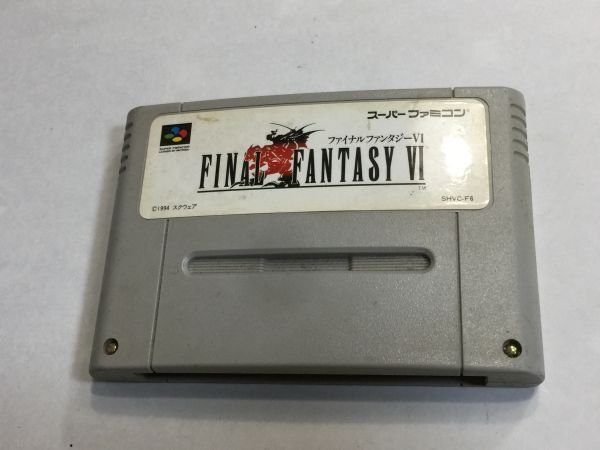 スーパーファミコン
ファイナルファンタジーVI
FINAL FANTASY VI
TM
©1994 スクウェア
SHVC-F6